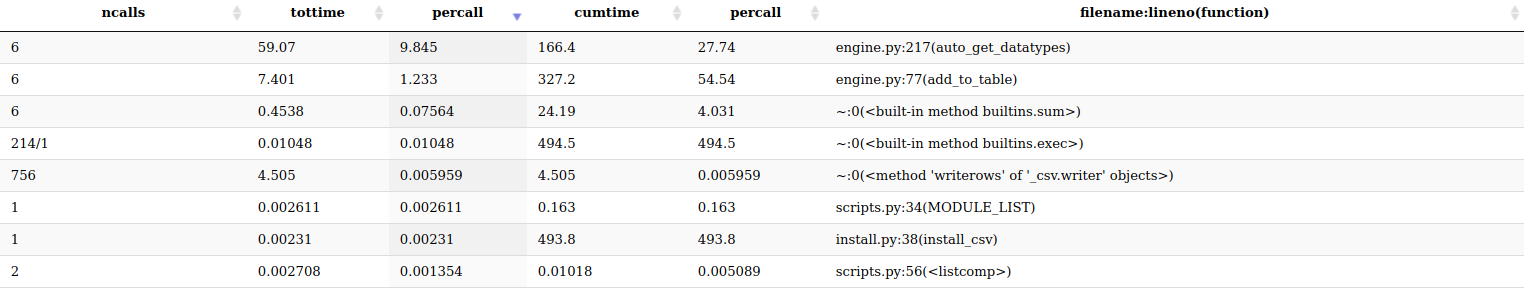 ncalls tottime percall cumtime percall filename:lineno(function)
6 59.07 9.845 166.4 27.74 engine.py:217(auto_get_datatypes)
6 7.401 1.233 327.2 54.54 engine.py:77(add_to_table)
6 0.4538 0.07564 24.19 4.031 ~:0(<built-in method builtins.sum>)
214/1 0.01048 0.01048 494.5 494.5 ~:0(<built-in method builtins.exec>)
756 4.505 0.005959 4.505 0.005959 ~:0(<method 'writerows' of '_csv.writer' objects>)
1 0.002611 0.002611 0.163 0.163 scripts.py:34(MODULE_LIST)
1 0.00231 0.00231 493.8 493.8 install.py:38(install_csv)
2 0.002708 0.001354 0.01018 0.005089 scripts.py:56(<listcomp>)